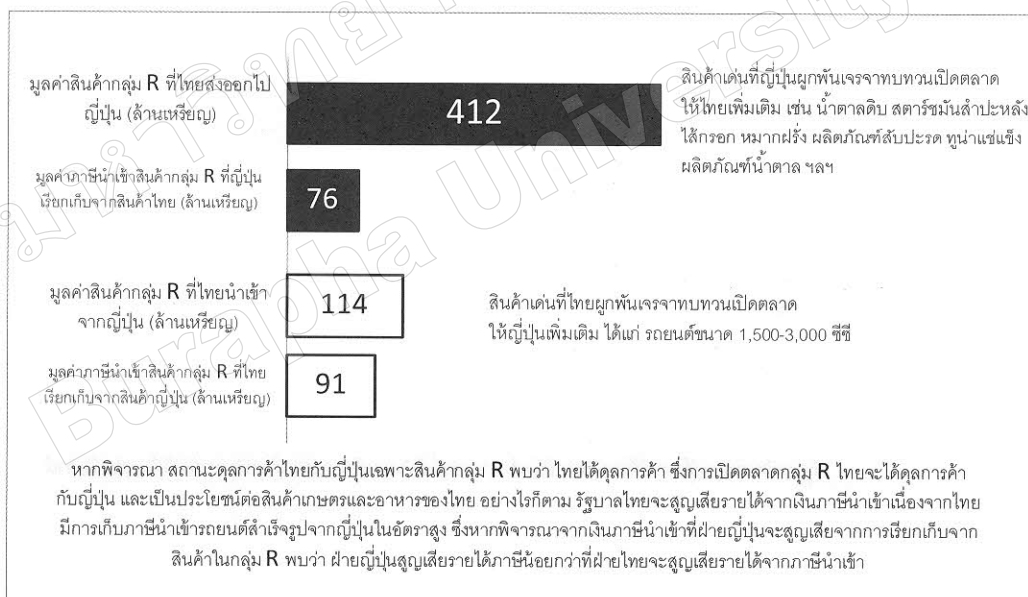 มูลค่าสินค้ากลุ่ม R ที่ไทยส่งออกไป
ญี่ปุ่น (ล้านเหรียญ)
412
สินค้าเด่นที่ญี่ปุ่นผูกพันเจรจาทบทวนเปิดตลาด
ให้ไทยเพิ่มเติม เช่น น้ำตาลดิบ สตาร์ชมันสำปะหลัง
ไส้กรอก หมากฝรั่ง ผลิตภัณฑ์สับปะรด ทูน่าแช่แข็ง
ผลิตภัณฑ์น้ำตาล ฯลฯ
มูลค่าภาษีนำเข้าสินค้ากลุ่ม R ที่ญี่ปุ่น
เรียกเก็บจากสินค้าไทย (ล้านเหรียญ)
76
มูลค่าสินค้ากลุ่ม R ที่ไทยนำเข้า
จากญี่ปุ่น (ล้านเหรียญ)
114
สินค้าเด่นที่ไทยผูกพันเจรจาทบทวนเปิดตลาด
ให้ญี่ปุ่นเพิ่มเติม ได้แก่ รถยนต์ขนาด 1,500-3,000 ซีซี
มูลค่าภาษีนำเข้าสินค้ากลุ่ม R ที่ไทย
เรียกเก็บจากสินค้าญี่ปุ่น (ล้านเหรียญ)
91
หากพิจารณา สถานะดุลการค้าไทยกับญี่ปุ่นเฉพาะสินค้ากลุ่ม R พบว่า ไทยได้ดุลการค้า ซึ่งการเปิดตลาดกลุ่ม R ไทยจะได้ดุลการค้า
กับญี่ปุ่น และเป็นประโยชน์ต่อสินค้าเกษตรและอาหารของไทย อย่างไรก็ตาม รัฐบาลไทยจะสูญเสียรายได้จากเงินภาษีนำเข้าเนื่องจากไทย
มีการเก็บภาษีนำเข้ารถยนต์สำเร็จรูปจากญี่ปุ่นในอัตราสูง ซึ่งหากพิจารณาจากเงินภาษีนำเข้าที่ฝ่ายญี่ปุ่นจะสูญเสียจากการเรียกเก็บจาก
สินค้าในกลุ่ม R พบว่า ฝ่ายญี่ปุ่นสูญเสียรายได้ภาษีน้อยกว่าที่ฝ่ายไทยจะสูญเสียรายได้จากภาษีนำเข้า
Burapha University